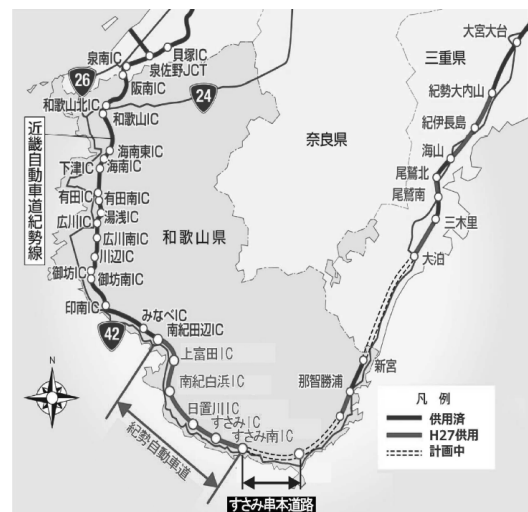 大宮大台
三重県
貝塚IC
泉南IC
泉佐野JCT
26
阪南IC
24
紀勢大内山
和歌山北IC
和歌山IC
紀伊長島
奈良県
近畿自動車道紀勢線
海南東IC
海南IC
下津IC
海山
尾鷲北
有田IC
有田南IC
尾鷲南
湯浅IC
広川IC
三木里
広川南IC
和歌山県
川辺IC
大泊
御坊IC
御坊南IC
印南IC
みなべIC
42
南紀田辺IC
上富田IC
新宮
那智勝浦
南紀白浜IC
N
日置川IC
すさみIC
すさみ南IC
紀勢自動車道
凡 例
供用済
H27供用
計画中
すさみ串本道路